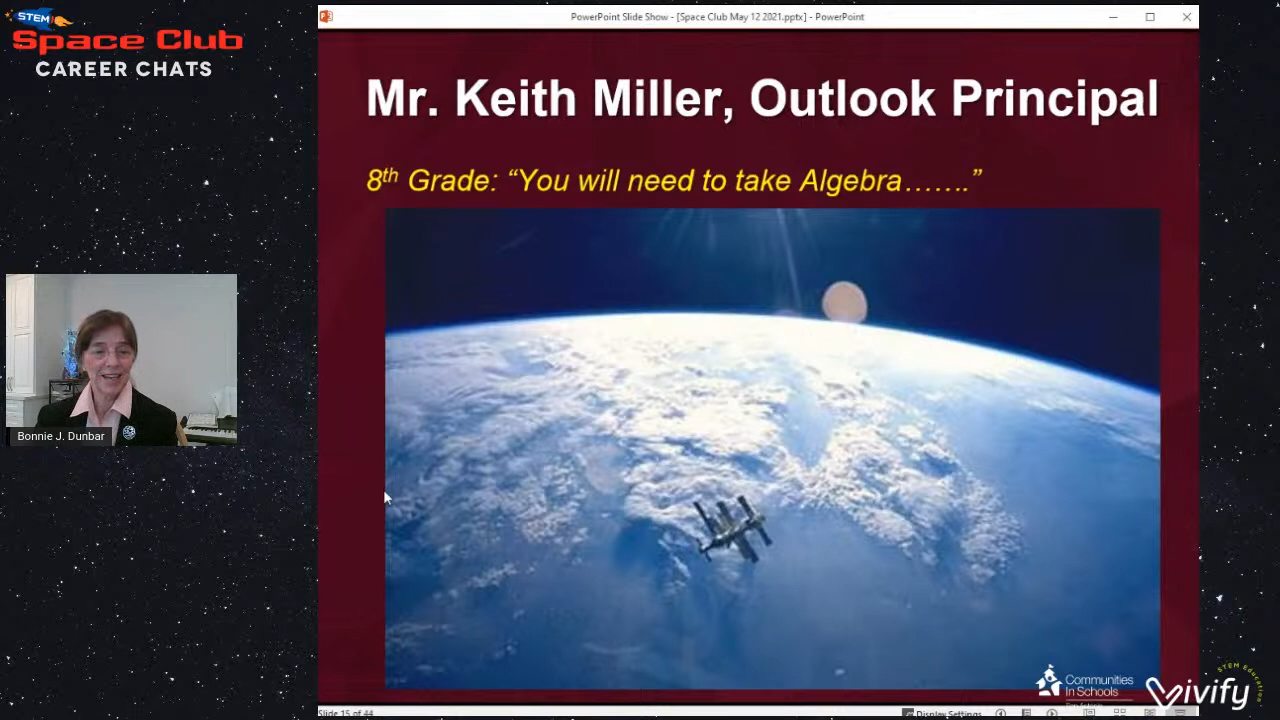 STEM
Space Club
CAREER CHATS
PowerPoint Slide Show - [Space Club May 12 2021.pptx] - PowerPoint
Mr. Keith Miller, Outlook Principal
8th Grade: “You will need to take Algebra…….”
Bonnie J. Dunbar
Communities
In Schools
Vivify
STEM Education
Slide 15 of 44
Display Settings